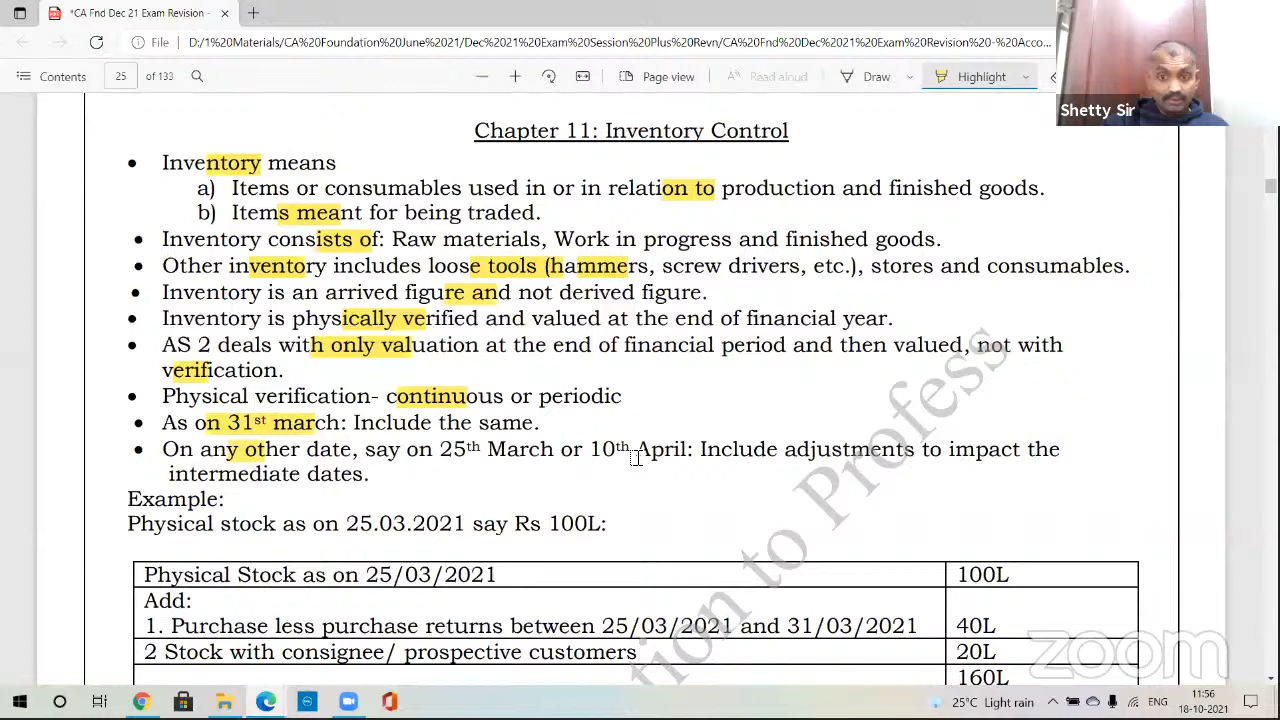 *CA Fnd Dec 21 Exam Revision -
File
D:/1%20Materials/CA%20Foundation%20June%2021/Dec%2021%20Exam%20Session%20Plus%20Revn/CA%20Fnd%20Dec%2021%20Exam%20Revision%20-%20Acco...
Contents 25 of 133 Page view Read aloud Draw Highlight
Shetty Sir
Chapter 11: Inventory Control
• Inventory means
a) Items or consumables used in or in relation to production and finished goods.
b) Items meant for being traded.
• Inventory consists of: Raw materials, Work in progress and finished goods.
• Other inventory includes loose tools (hammers, screw drivers, etc.), stores and consumables.
• Inventory is an arrived figure and not derived figure.
• Inventory is physically verified and valued at the end of financial year.
• AS 2 deals with only valuation at the end of financial period and then valued, not with
verification.
• Physical verification- continuous or periodic
• As on 31st march: Include the same.
• On any other date, say on 25th March or 10th April: Include adjustments to impact the
intermediate dates.
Example:
Physical stock as on 25.03.2021 say Rs 100L:
Physical Stock as on 25/03/2021 100L
Add:
1. Purchase less purchase returns between 25/03/2021 and 31/03/2021 40L
2 Stock with consignee/ prospective customers 20L
160L
tion to Profess
zoom
25°C Light rain ENG 11:56
18-10-2021